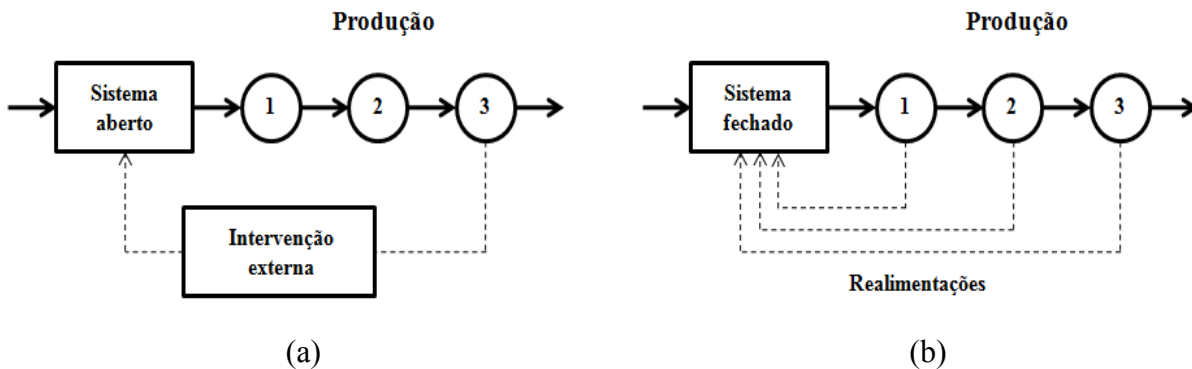 Produção
Sistema
aberto
1
2
3
Intervenção
externa
(a)
Produção
Sistema
fechado
1
2
3
Realimentações
(b)